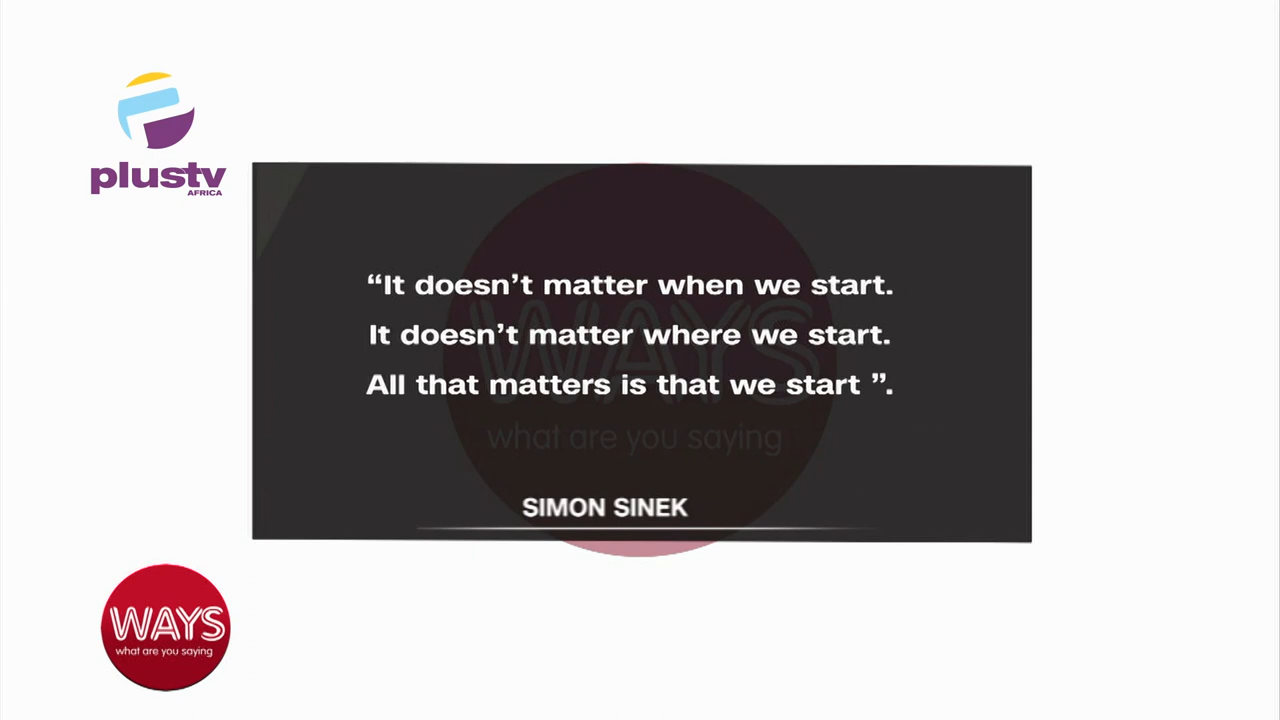 plustv
AFRICA
“It doesn’t matter when we start.
It doesn’t matter where we start.
All that matters is that we start ”.
WAYS
what are you saying
SIMON SINEK
WAYS
what are you saying